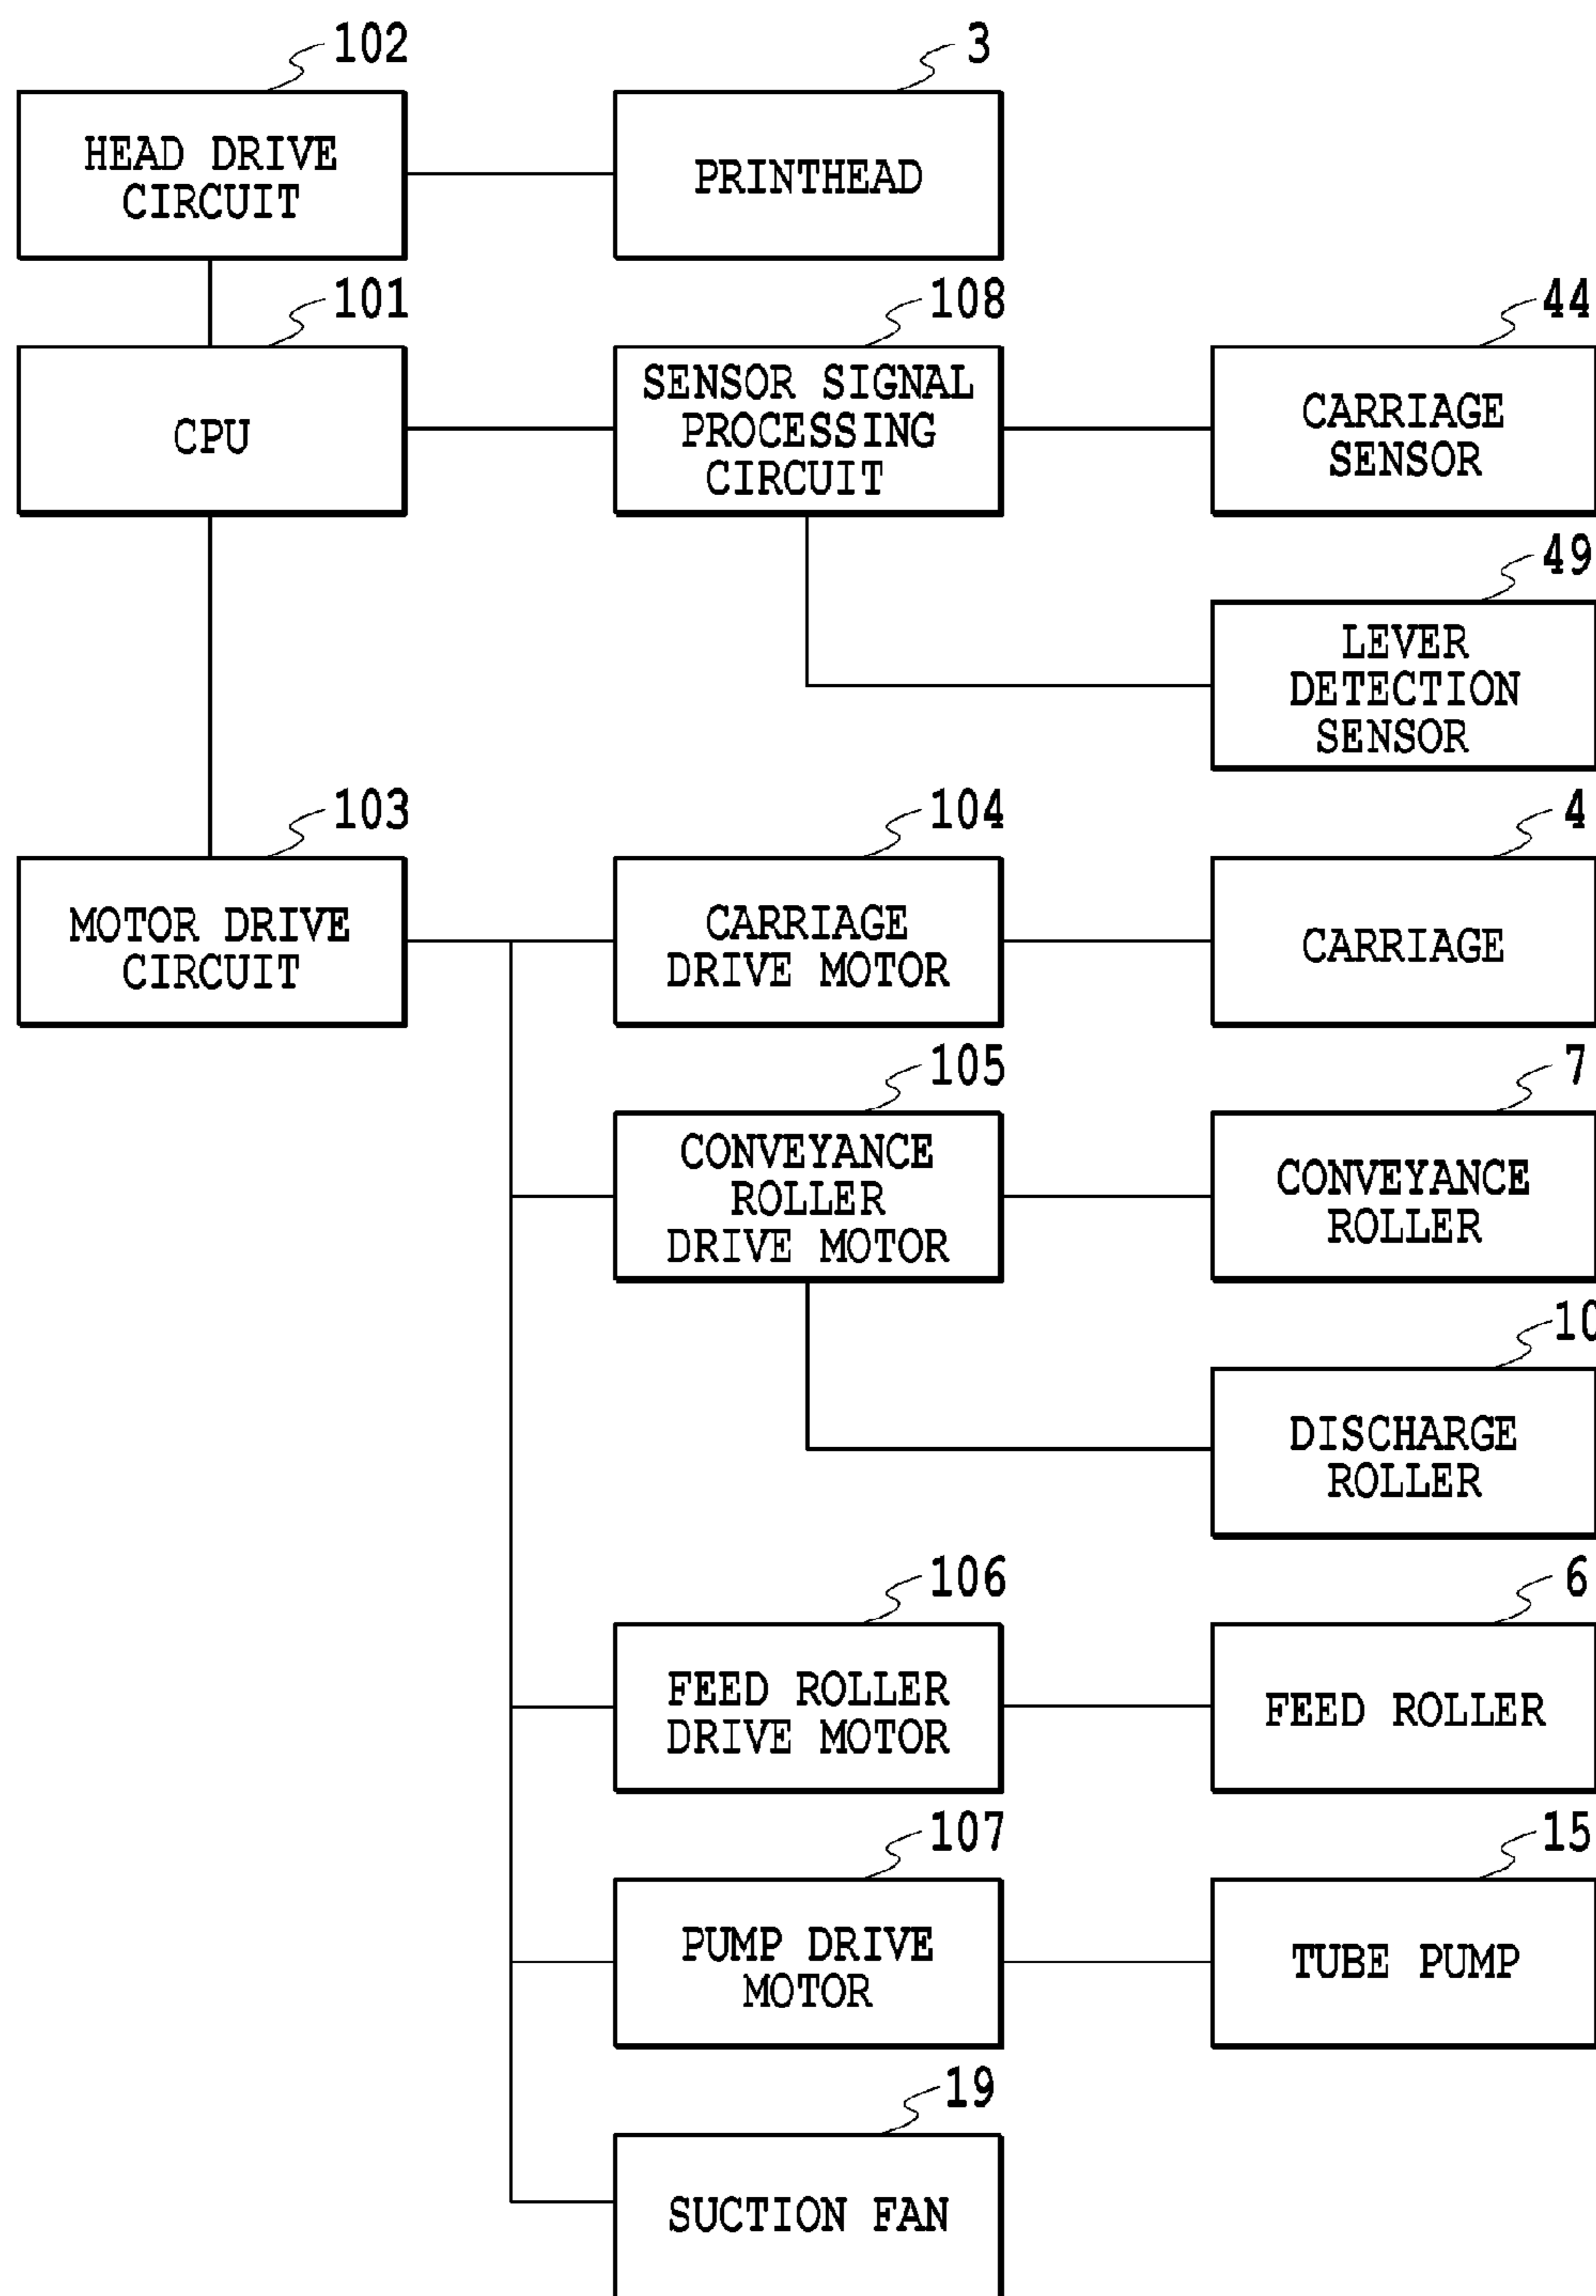 102
3
HEAD DRIVE
CIRCUIT
PRINTHEAD
101
108
44
CPU
SENSOR SIGNAL
PROCESSING
CIRCUIT
CARRIAGE
SENSOR
49
LEVER
DETECTION
SENSOR
103
104
4
MOTOR DRIVE
CIRCUIT
CARRIAGE
DRIVE MOTOR
CARRIAGE
105
7
CONVEYANCE
ROLLER
DRIVE MOTOR
CONVEYANCE
ROLLER
10
DISCHARGE
ROLLER
106
6
FEED ROLLER
DRIVE MOTOR
FEED ROLLER
107
15
PUMP DRIVE
MOTOR
TUBE PUMP
19
SUCTION FAN